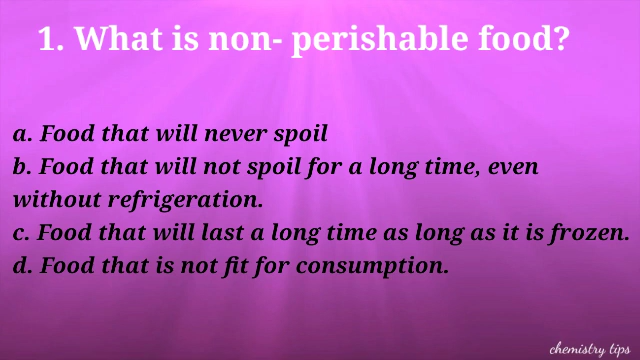 1. What is non- perishable food?
a. Food that will never spoil
b. Food that will not spoil for a long time, even
without refrigeration.
c. Food that will last a long time as long as it is frozen.
d. Food that is not fit for consumption.
chemistry tips